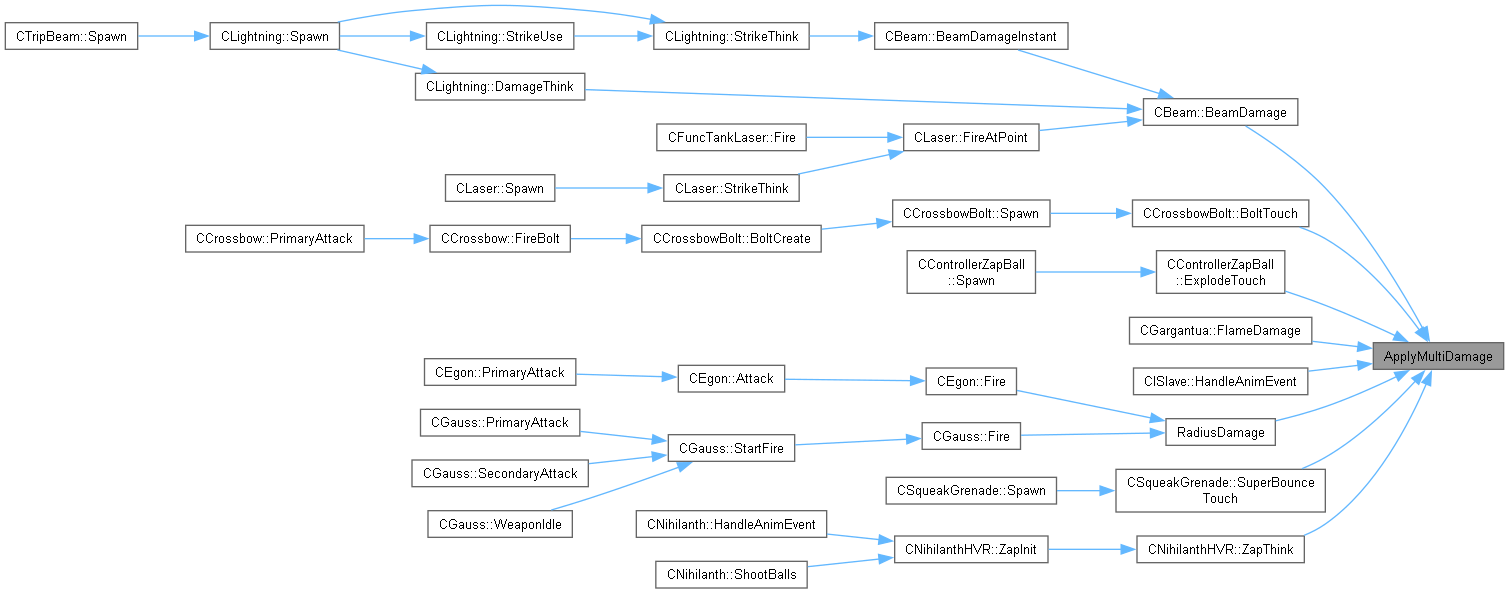 CTripBeam::Spawn
CLightning::Spawn
CLightning::StrikeUse
CLightning::StrikeThink
CBeam::BeamDamageInstant
CLightning::DamageThink
CBeam::BeamDamage
CFuncTankLaser::Fire
CLaser::FireAtPoint
CLaser::Spawn
CLaser::StrikeThink
CCrossbow::PrimaryAttack
CCrossbow::FireBolt
CCrossbowBolt::BoltCreate
CCrossbowBolt::Spawn
CCrossbowBolt::BoltTouch
CControllerZapBall
::Spawn
CControllerZapBall
::ExplodeTouch
CGargantua::FlameDamage
ApplyMultiDamage
CISlave::HandleAnimEvent
CEgon::PrimaryAttack
CEgon::Attack
CEgon::Fire
RadiusDamage
CGauss::PrimaryAttack
CGauss::StartFire
CGauss::Fire
CGauss::SecondaryAttack
CGauss::WeaponIdle
CSqueakGrenade::Spawn
CSqueakGrenade::SuperBounce
Touch
CNihilanth::HandleAnimEvent
CNihilanth::ShootBalls
CNihilanthHVR::ZapInit
CNihilanthHVR::ZapThink